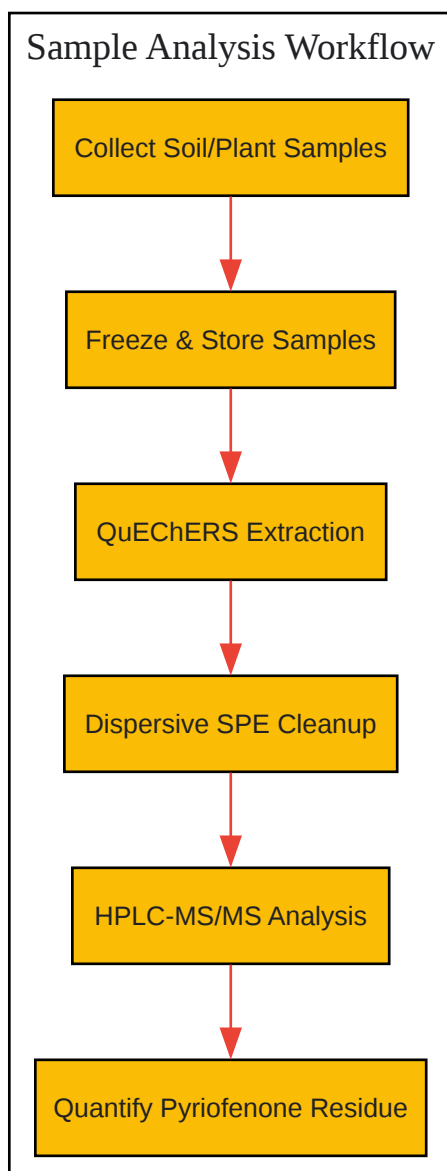 Sample Analysis Workflow
Collect Soil/Plant Samples
Freeze & Store Samples
QuEChERS Extraction
Dispersive SPE Cleanup
HPLC-MS/MS Analysis
Quantify Pyriofenone Residue